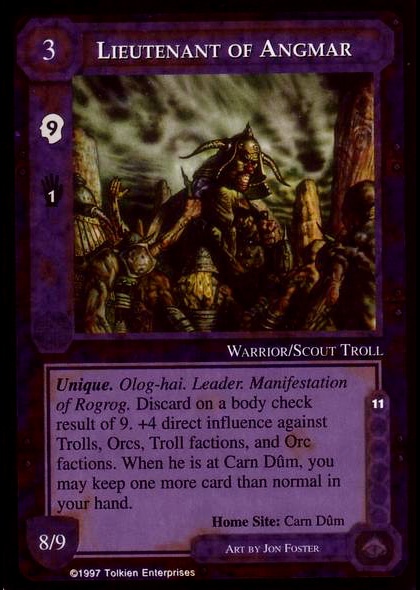 3
LIEUTENANT OF ANGMAR
9
1
WARRIOR/SCOUT TROLL
Unique. Olog-hai. Leader. Manifestation
of Rogrog. Discard on a body check
result of 9. +4 direct influence against
Trolls, Orcs, Troll factions, and Orc
factions. When he is at Carn Dûm, you
may keep one more card than normal in
your hand.
11
Home Site: Carn Dûm
8/9
ART BY JON FOSTER
©1997 Tolkien Enterprises